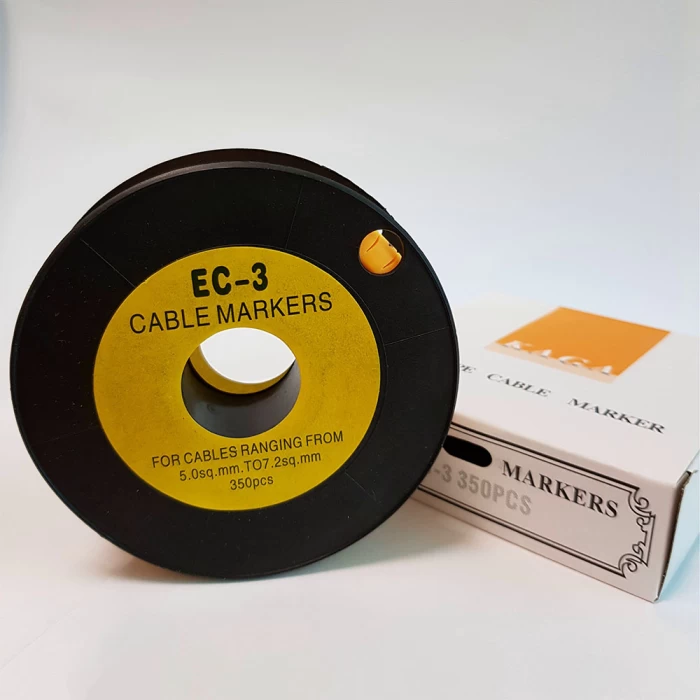 EC-3
CABLE MARKERS
FOR CABLES RANGING FROM
5.0sq.mm.TO7.2sq.mm
350pcs
KAGA
CABLE MARKER
MARKERS
-3 350PCS